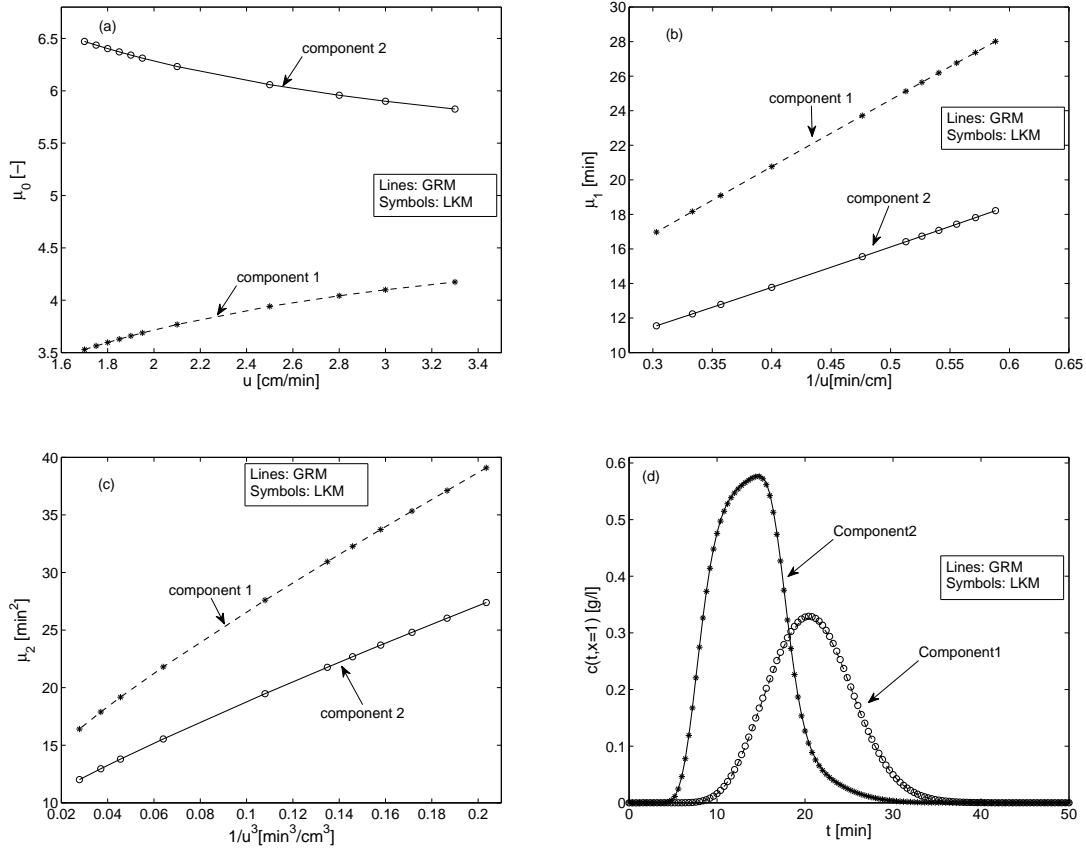 (a)
component 2
Lines: GRM
Symbols: LKM
component 1
μ0 [-]
6.5
6
5.5
5
4.5
4
3.5
1.6 1.8 2 2.2 2.4 2.6 2.8 3 3.2 3.4
u [cm/min]
(b)
component 1
Lines: GRM
Symbols: LKM
component 2
μ1 [min]
30
28
26
24
22
20
18
16
14
12
10
0.3 0.35 0.4 0.45 0.5 0.55 0.6 0.65
1/u[min/cm]
(c)
Lines: GRM
Symbols: LKM
component 1
component 2
μ2 [min²]
40
35
30
25
20
15
10
0.02 0.04 0.06 0.08 0.1 0.12 0.14 0.16 0.18 0.2
1/u³[min³/cm³]
(d)
Component2
Lines: GRM
Symbols: LKM
Component1
c(t,x=1) [g/l]
0.6
0.5
0.4
0.3
0.2
0.1
0
0 10 20 30 40 50
t [min]